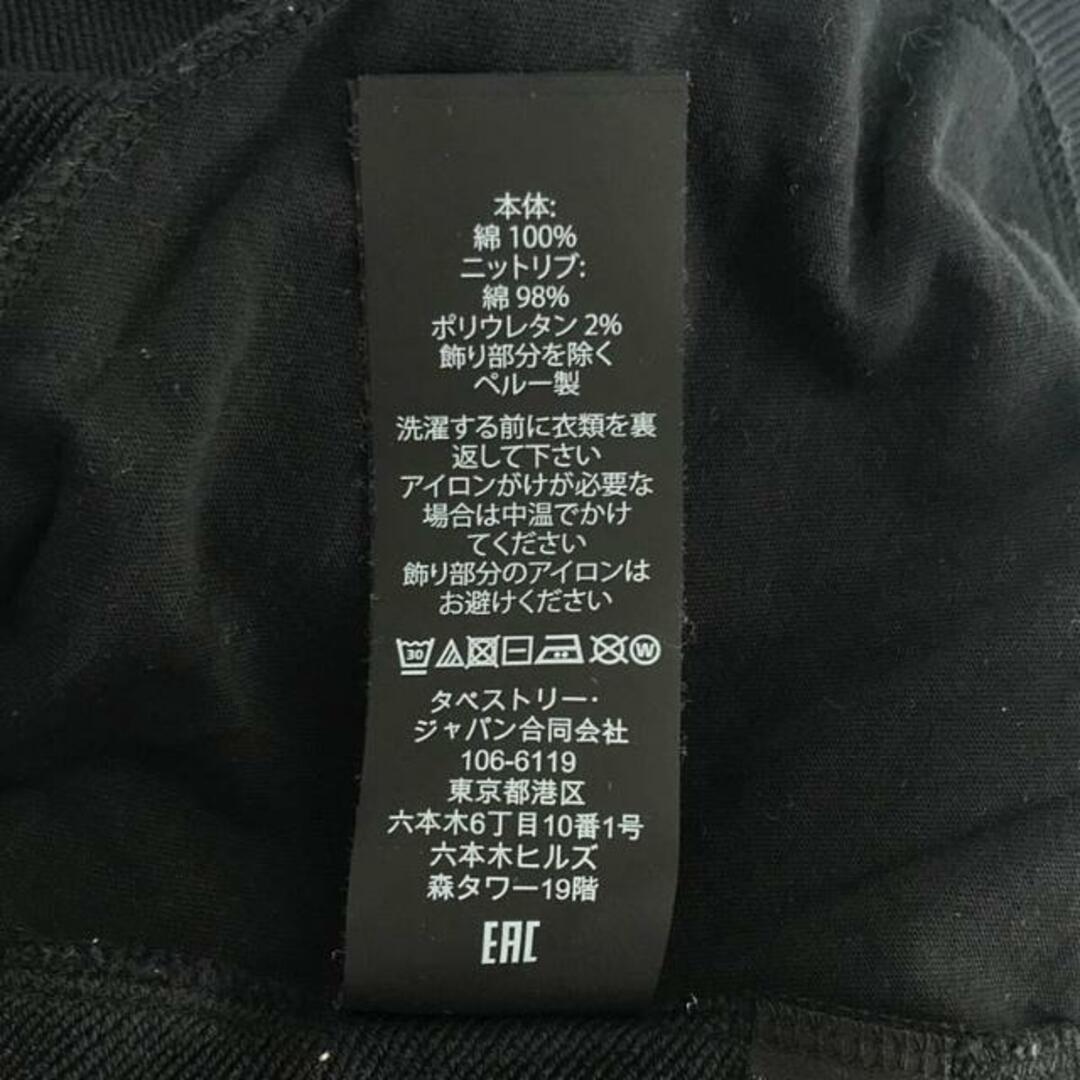 本体:
綿 100%
ニットリブ:
綿 98%
ポリウレタン 2%
飾り部分を除く
ペルー製
洗濯する前に衣類を裏
返して下さい
アイロンがけが必要な
場合は中温でかけ
てください
飾り部分のアイロンは
お避けください
30 W
タペストリー・
ジャパン合同会社
106-6119
東京都港区
六本木6丁目10番1号
六本木ヒルズ
森タワー19階
EAC